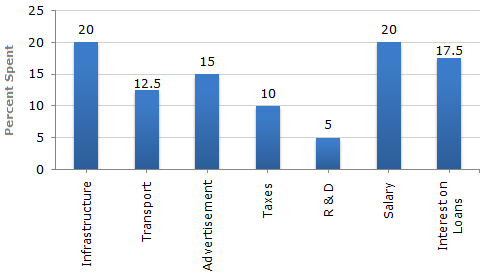 Percent Spent
25
20
15
10
5
0
20
12.5
15
10
5
20
17.5
Infrastructure
Transport
Advertisement
Taxes
R & D
Salary
Interest on
Loans